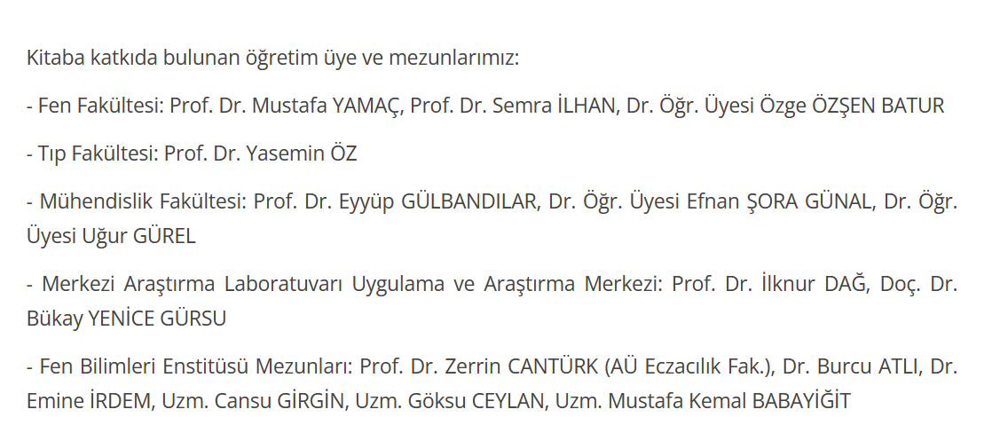 Kitaba katkıda bulunan öğretim üye ve mezunlarımız:
- Fen Fakültesi: Prof. Dr. Mustafa YAMAÇ, Prof. Dr. Semra İLHAN, Dr. Öğr. Üyesi Özge ÖZŞEN BATUR
- Tıp Fakültesi: Prof. Dr. Yasemin ÖZ
- Mühendislik Fakültesi: Prof. Dr. Eyyüp GÜLBANDILAR, Dr. Öğr. Üyesi Efnan ŞORA GÜNAL, Dr. Öğr.
Üyesi Uğur GÜREL
- Merkezi Araştırma Laboratuvarı Uygulama ve Araştırma Merkezi: Prof. Dr. İlknur DAĞ, Doç. Dr.
Bükay YENİCE GÜRSU
- Fen Bilimleri Enstitüsü Mezunları: Prof. Dr. Zerrin CANTÜRK (AÜ Eczacılık Fak.), Dr. Burcu ATLI, Dr.
Emine İRDEM, Uzm. Cansu GİRGİN, Uzm. Göksu CEYLAN, Uzm. Mustafa Kemal BABAYİĞİT